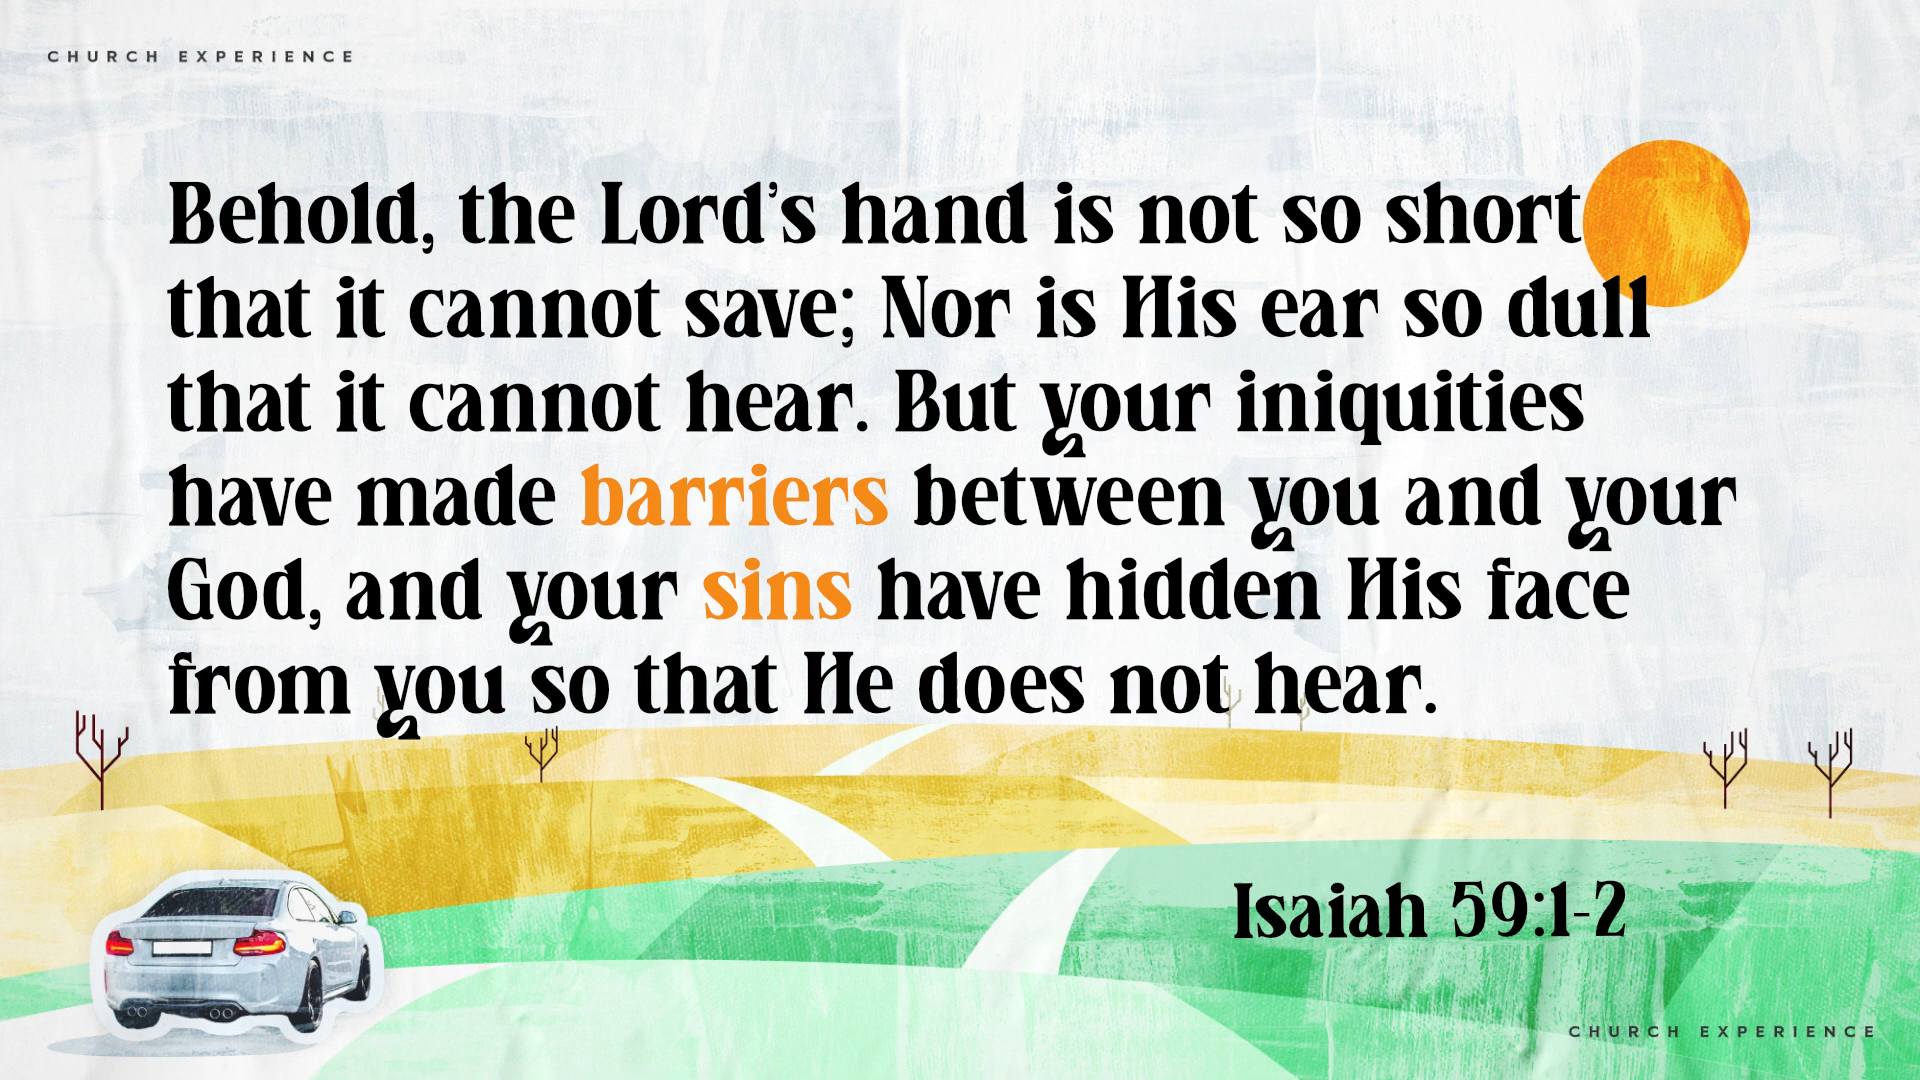 CHURCH EXPERIENCE
Behold, the Lord's hand is not so short
that it cannot save; Nor is His ear so dull
that it cannot hear. But your iniquities
have made barriers between you and your
God, and your sins have hidden His face
from you so that He does not hear.
Isaiah 59:1-2
CHURCH EXPERIENCE